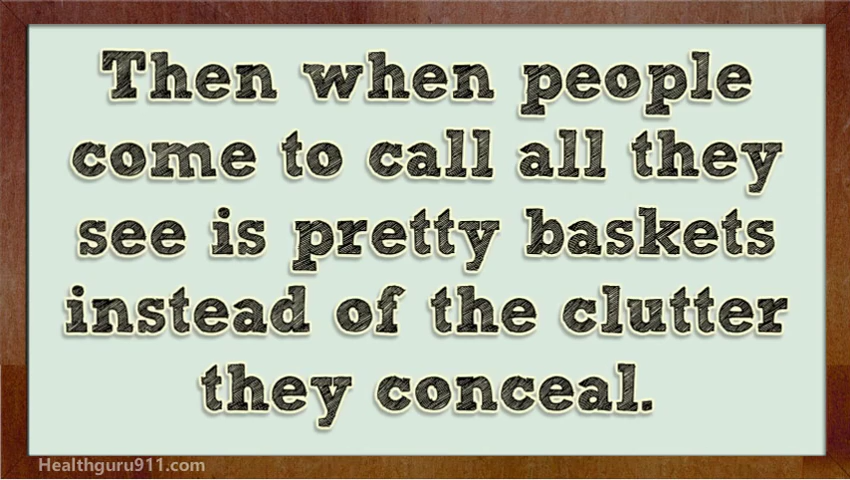 Then when people
come to call all they
see is pretty baskets
instead of the clutter
they conceal.
Healthguru911.com